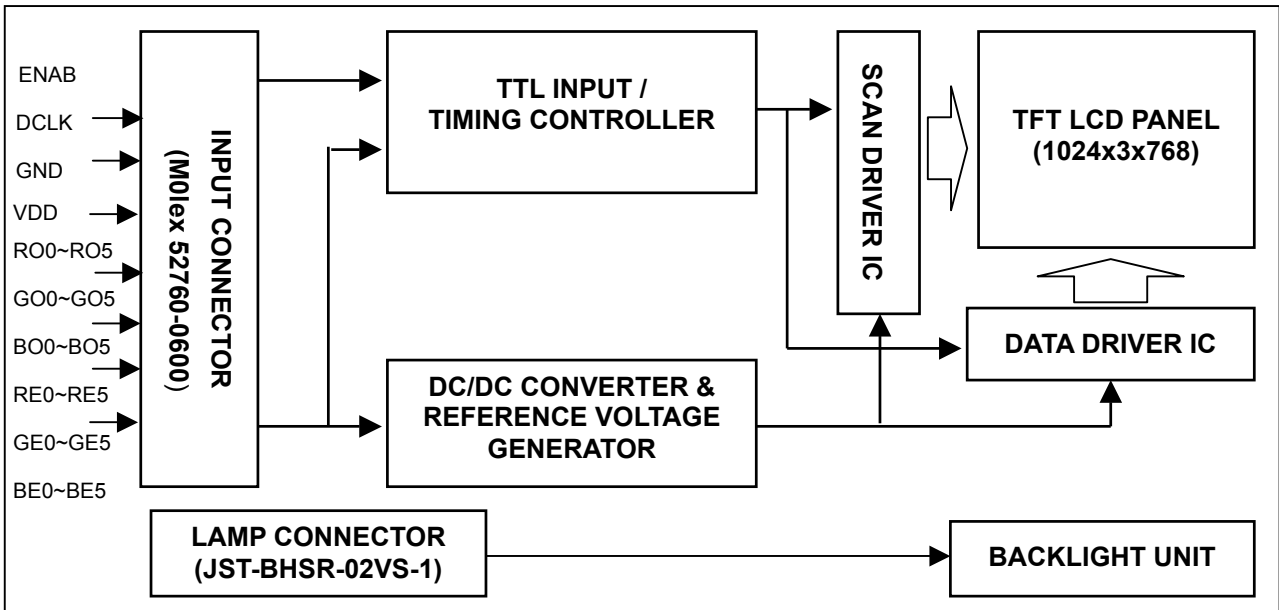 ENAB
DCLK
GND
VDD
RO0~RO5
GO0~GO5
BO0~BO5
RE0~RE5
GE0~GE5
BE0~BE5
INPUT CONNECTOR
(M0lex 52760-0600)
TTL INPUT /
TIMING CONTROLLER
SCAN DRIVER IC
TFT LCD PANEL
(1024x3x768)
DATA DRIVER IC
DC/DC CONVERTER &
REFERENCE VOLTAGE
GENERATOR
LAMP CONNECTOR
(JST-BHSR-02VS-1)
BACKLIGHT UNIT